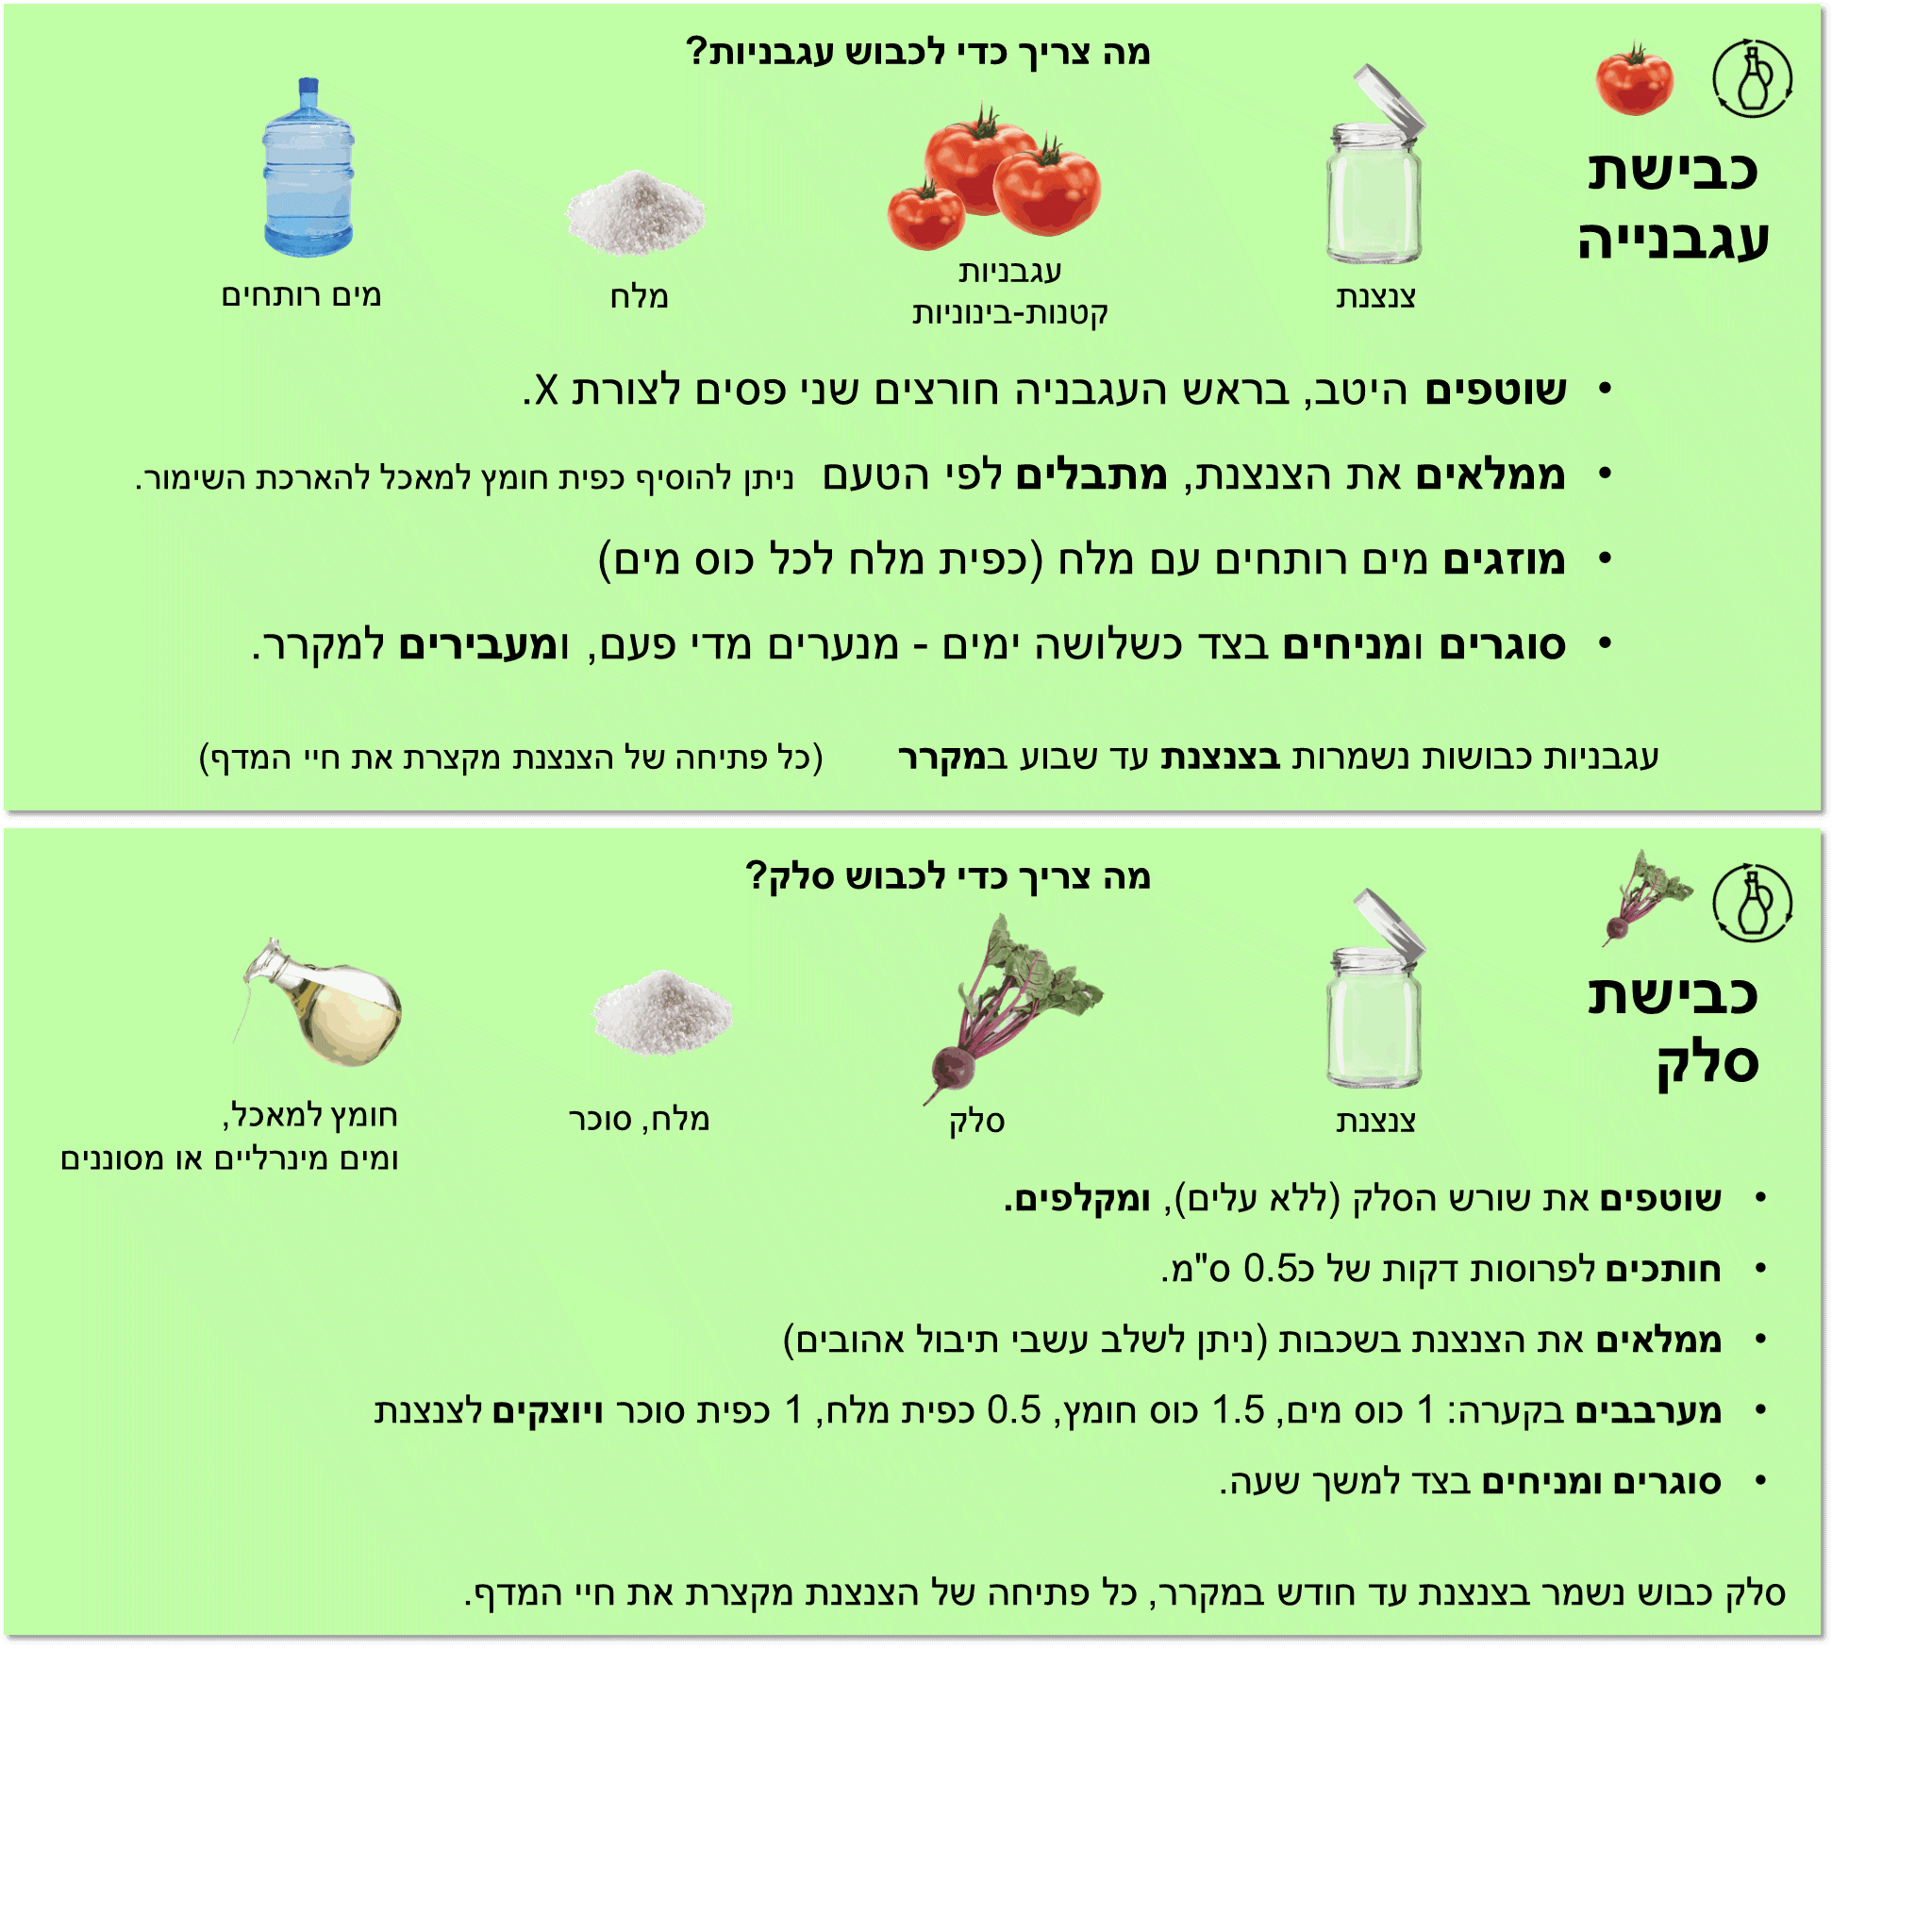 מה צריך כדי לכבוש עגבניות?
כבישת
עגבנייה
צנצנת
עגבניות
קטנות-בינוניות
מלח
מים רותחים
• שוטפים היטב, בראש העגבניה חורצים שני פסים לצורת X.
• ממלאים את הצנצנת, מתבלים לפי הטעם ניתן להוסיף כפית חומץ למאכל להארכת השימור.
• מוזגים מים רותחים עם מלח (כפית מלח לכל כוס מים)
• סוגרים ומניחים בצד כשלושה ימים - מנערים מדי פעם, ומעבירים למקרר.
עגבניות כבושות נשמרות בצנצנת עד שבוע במקרר (כל פתיחה של הצנצנת מקצרת את חיי המדף)
מה צריך כדי לכבוש סלק?
כבישת
סלק
צנצנת
סלק
מלח, סוכר
חומץ למאכל,
ומים מינרליים או מסוננים
• שוטפים את שורש הסלק (ללא עלים), ומקלפים.
• חותכים לפרוסות דקות של כ0.5 ס"מ.
• ממלאים את הצנצנת בשכבות (ניתן לשלב עשבי תיבול אהובים)
• מערבבים בקערה: 1 כוס מים, 1.5 כוס חומץ, 0.5 כפית מלח, 1 כפית סוכר ויוצקים לצנצנת
• סוגרים ומניחים בצד למשך שעה.
סלק כבוש נשמר בצנצנת עד חודש במקרר, כל פתיחה של הצנצנת מקצרת את חיי המדף.